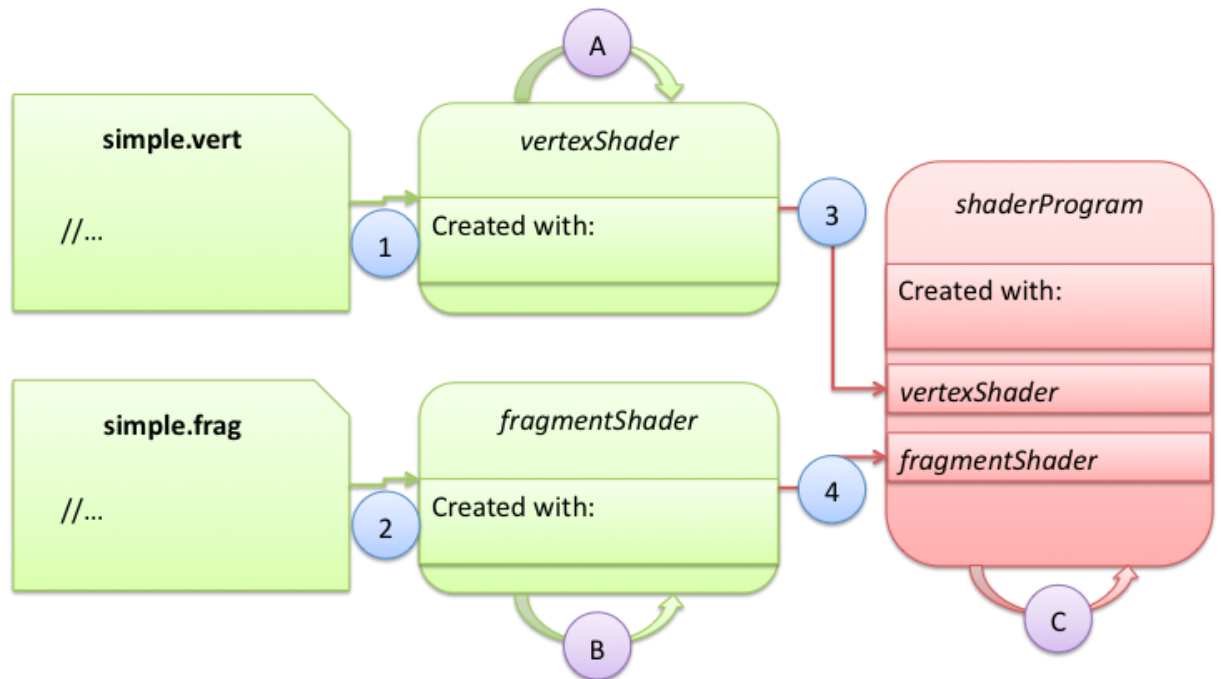 A
simple.vert
//...
1
vertexShader
Created with:
3
shaderProgram
Created with:
vertexShader
fragmentShader
simple.frag
//...
2
fragmentShader
Created with:
4
B
C